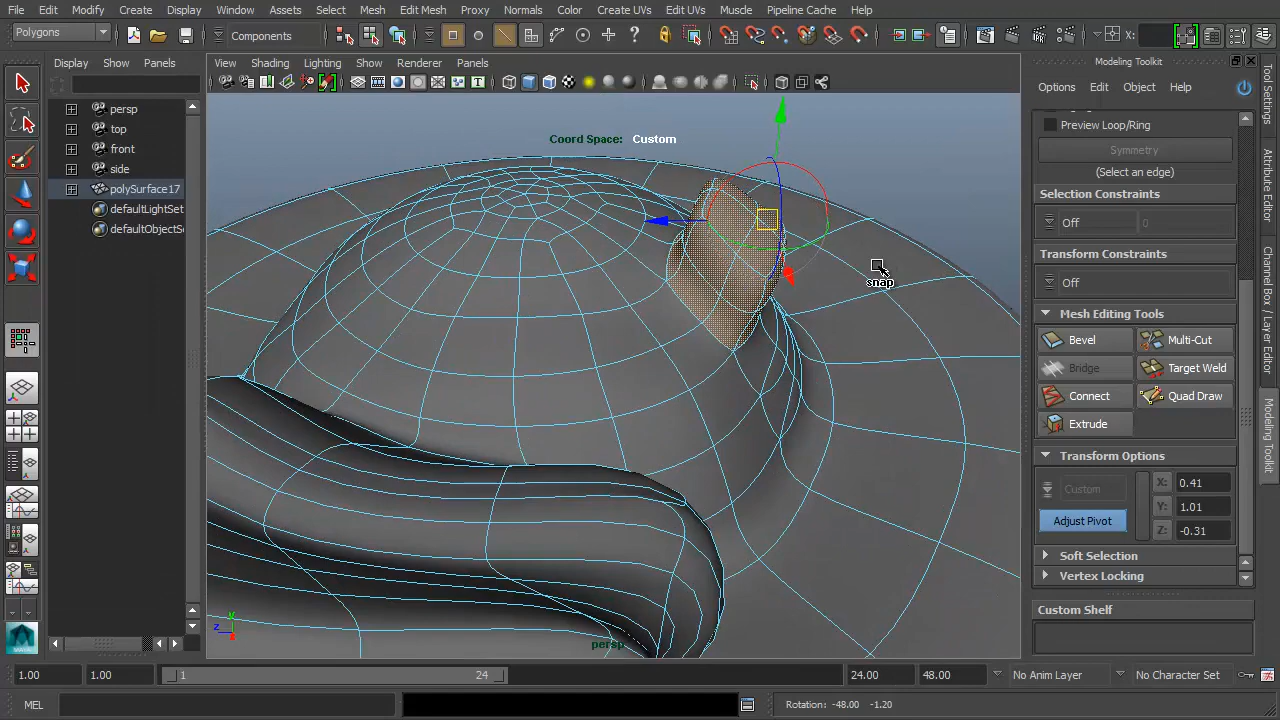 File Edit Modify Create Display Window Assets Select Mesh Edit Mesh Proxy Normals Color Create UVs Edit UVs Muscle Pipeline Cache Help
Polygons Components X:
Display Show Panels
View Shading Lighting Show Renderer Panels
Modeling Toolkit
Options Edit Object Help
persp
top
front
side
polySurface17
defaultLightSet
defaultObjectS
Coord Space: Custom
snap
persp
Preview Loop/Ring
Symmetry
(Select an edge)
Selection Constraints
Off 0
Transform Constraints
Off
Mesh Editing Tools
Bevel Multi-Cut
Bridge Target Weld
Connect Quad Draw
Extrude
Transform Options
Custom X: 0.41
Y: 1.01
Adjust Pivot
Z: -0.31
Soft Selection
Vertex Locking
Custom Shelf
Tool Settings
Attribute Editor
Channel Box / Layer Editor
Modeling Toolkit
1.00 1.00 1 24 24.00 48.00 No Anim Layer No Character Set
MEL Rotation: -48.00 -1.20